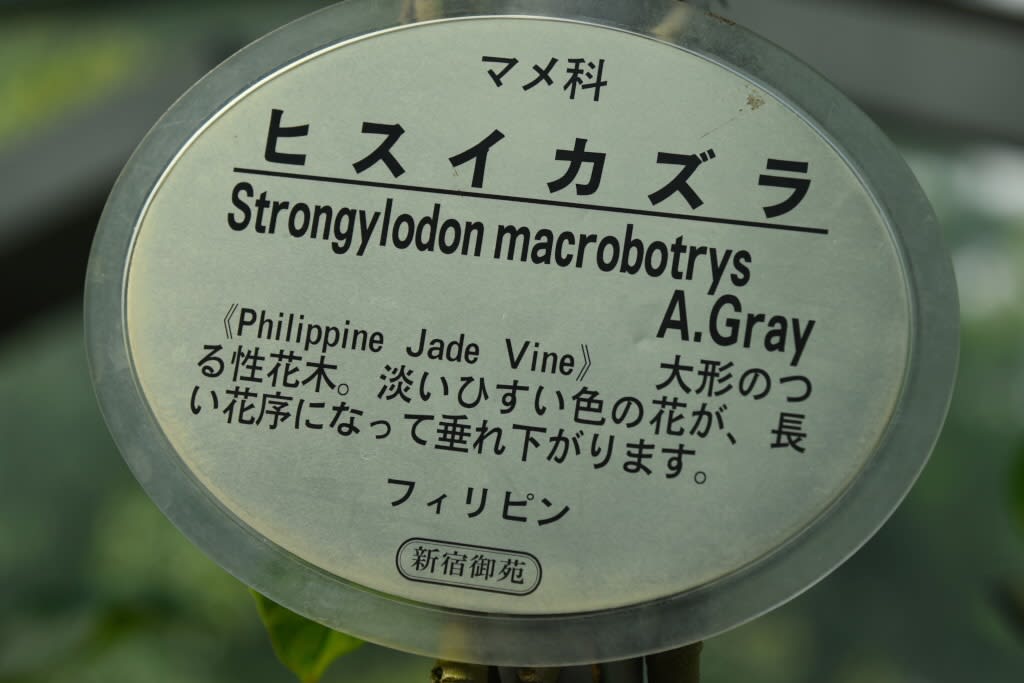 マメ科
ヒスイカズラ
Strongylodon macrobotrys
A.Gray
《Philippine Jade Vine》 大形のつ
る性花木。淡いひすい色の花が、長
い花序になって垂れ下がります。
フィリピン
新宿御苑